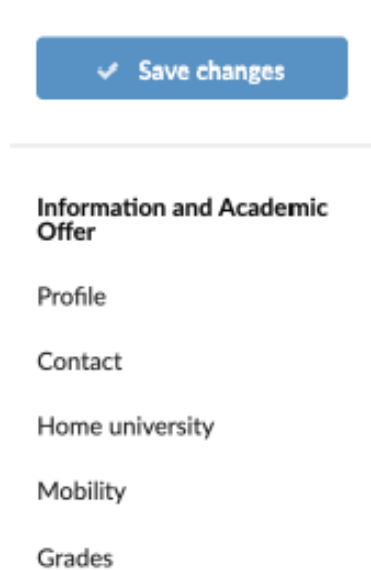 Save changes
Information and Academic
Offer
Profile
Contact
Home university
Mobility
Grades